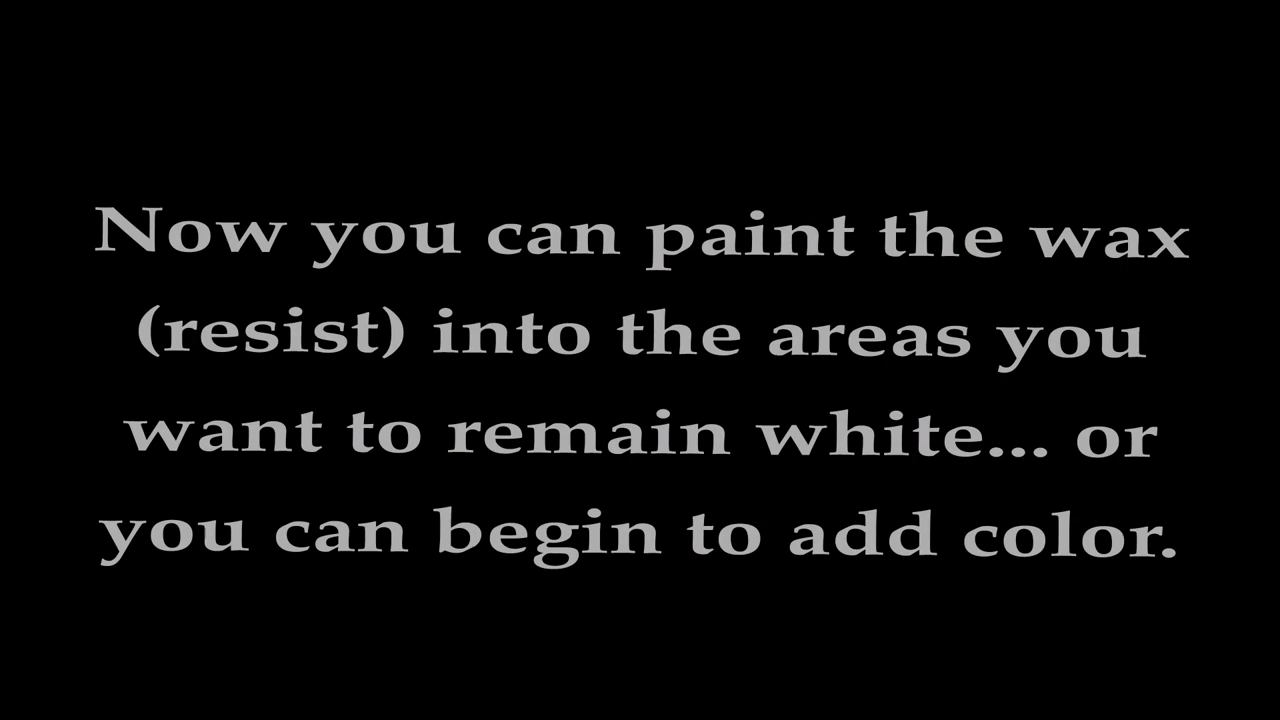 Now you can paint the wax
(resist) into the areas you
want to remain white... or
you can begin to add color.